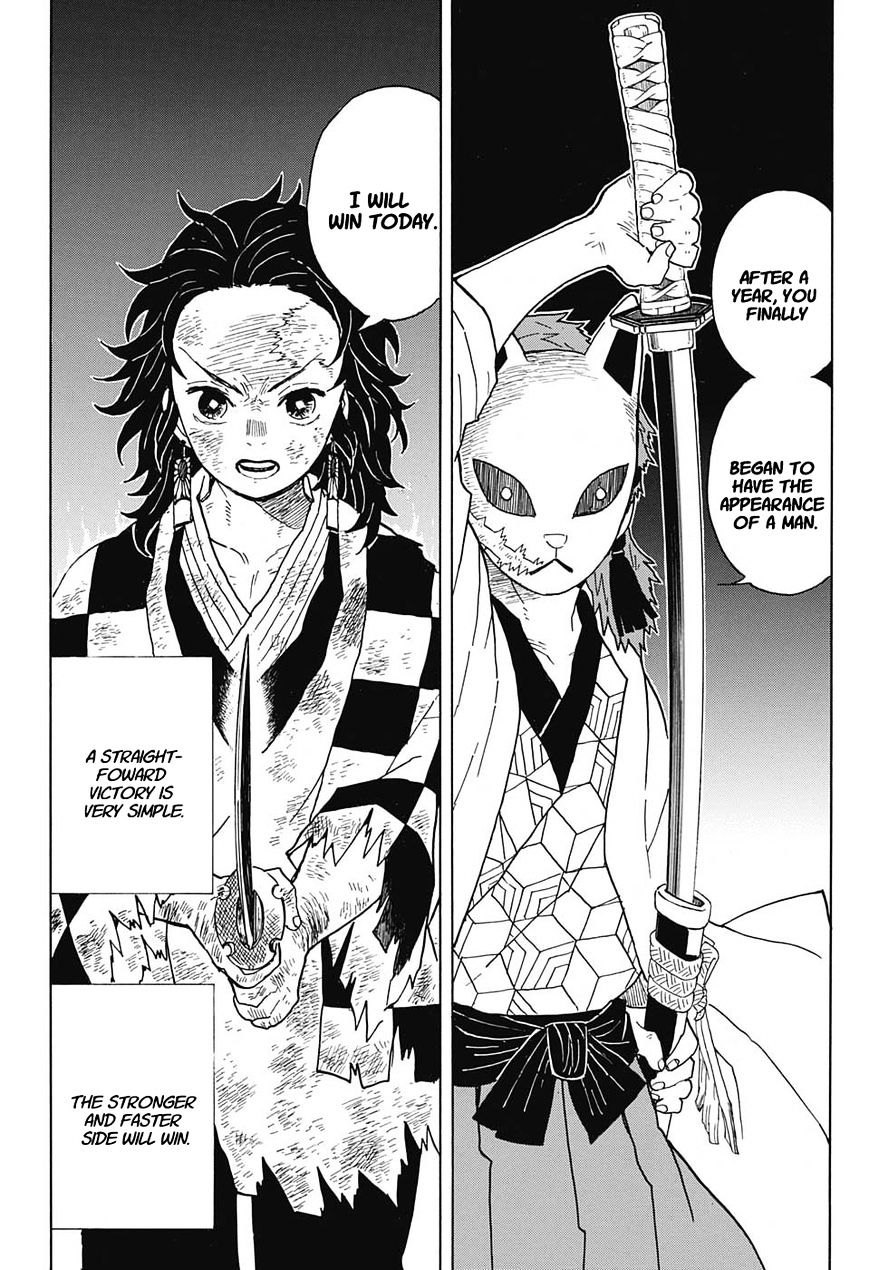 AFTER A
YEAR, YOU
FINALLY
BEGAN TO
HAVE THE
APPEARANCE
OF A MAN.
I WILL
WIN TODAY.
A STRAIGHT-
FOWARD
VICTORY IS
VERY SIMPLE.
THE STRONGER
AND FASTER
SIDE WILL WIN.